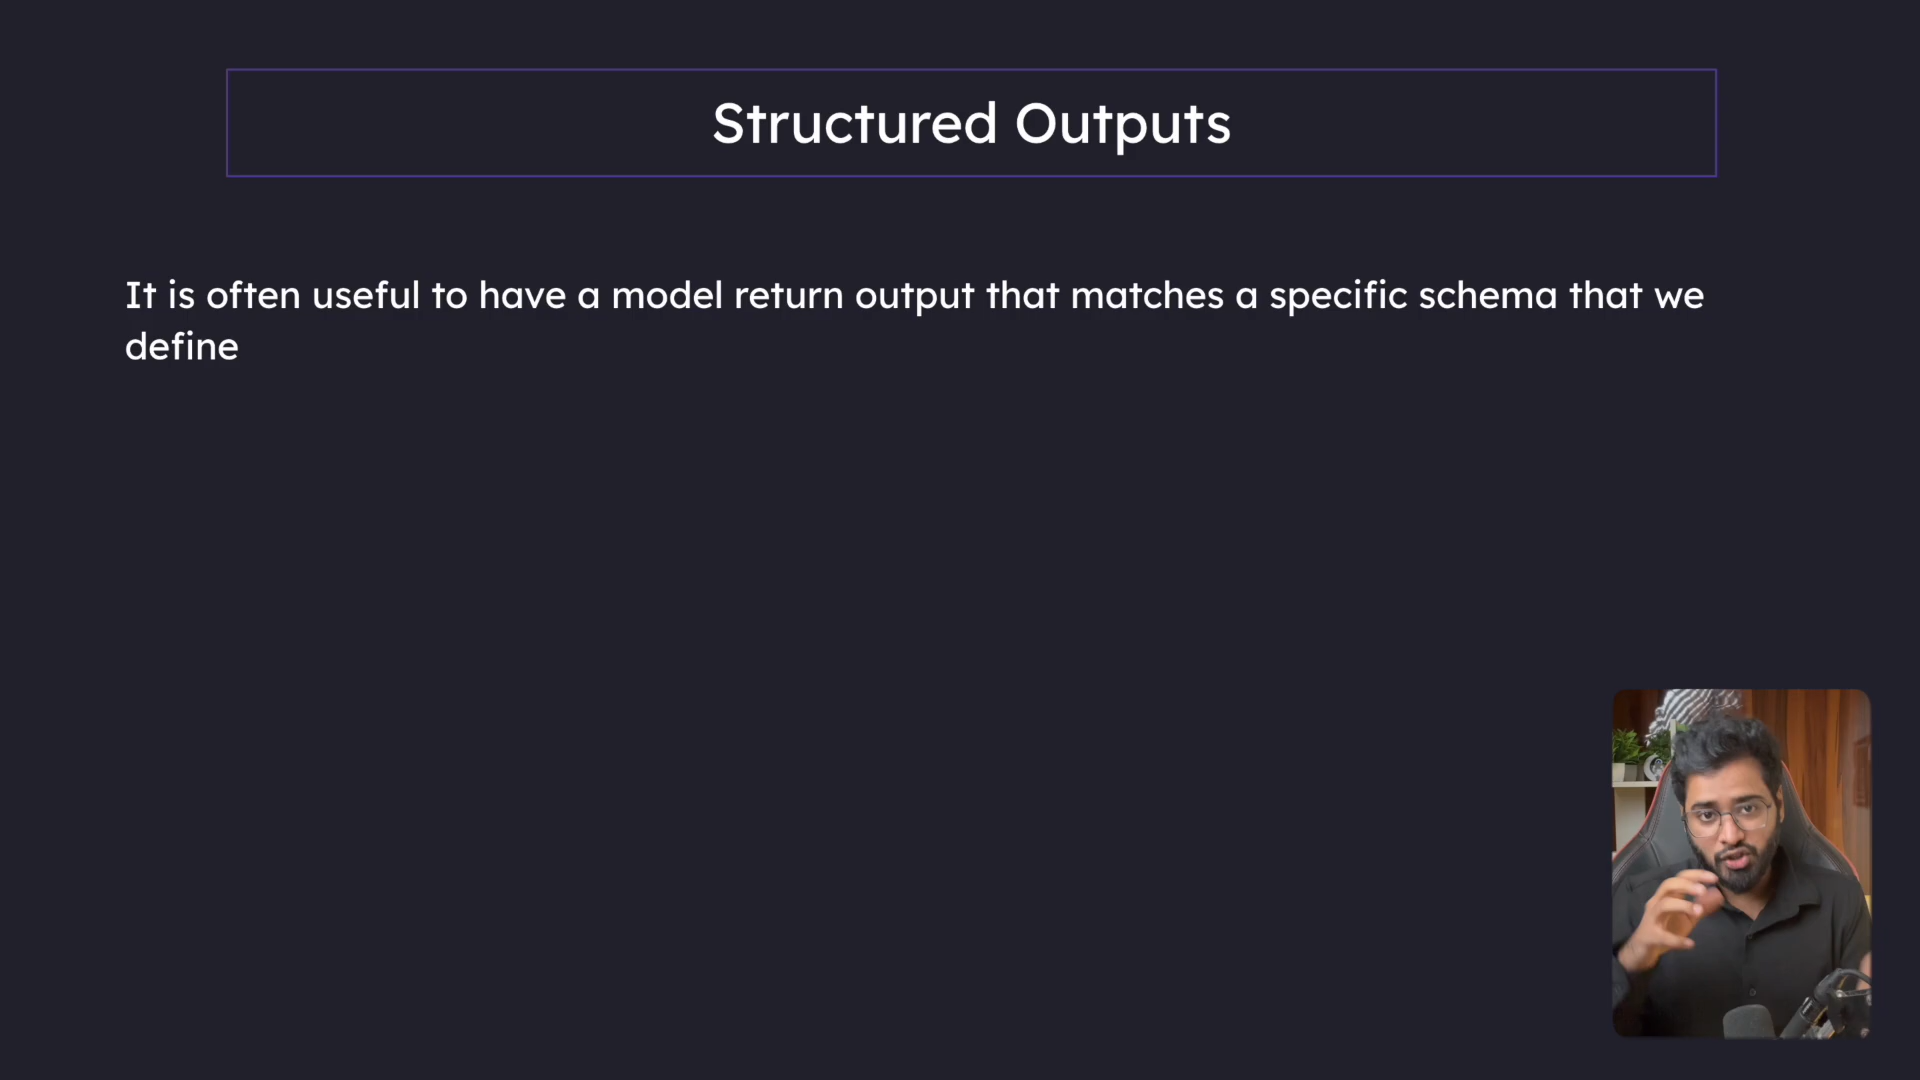 Structured Outputs
It is often useful to have a model return output that matches a specific schema that we
define